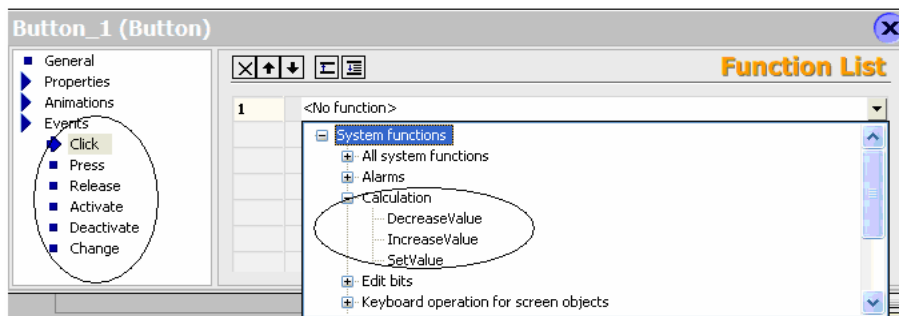 Button_1 (Button)
General
Properties
Animations
Events
Click
Press
Release
Activate
Deactivate
Change
Function List
1 <No function>
System functions
All system functions
Alarms
Calculation
DecreaseValue
IncreaseValue
SetValue
Edit bits
Keyboard operation for screen objects